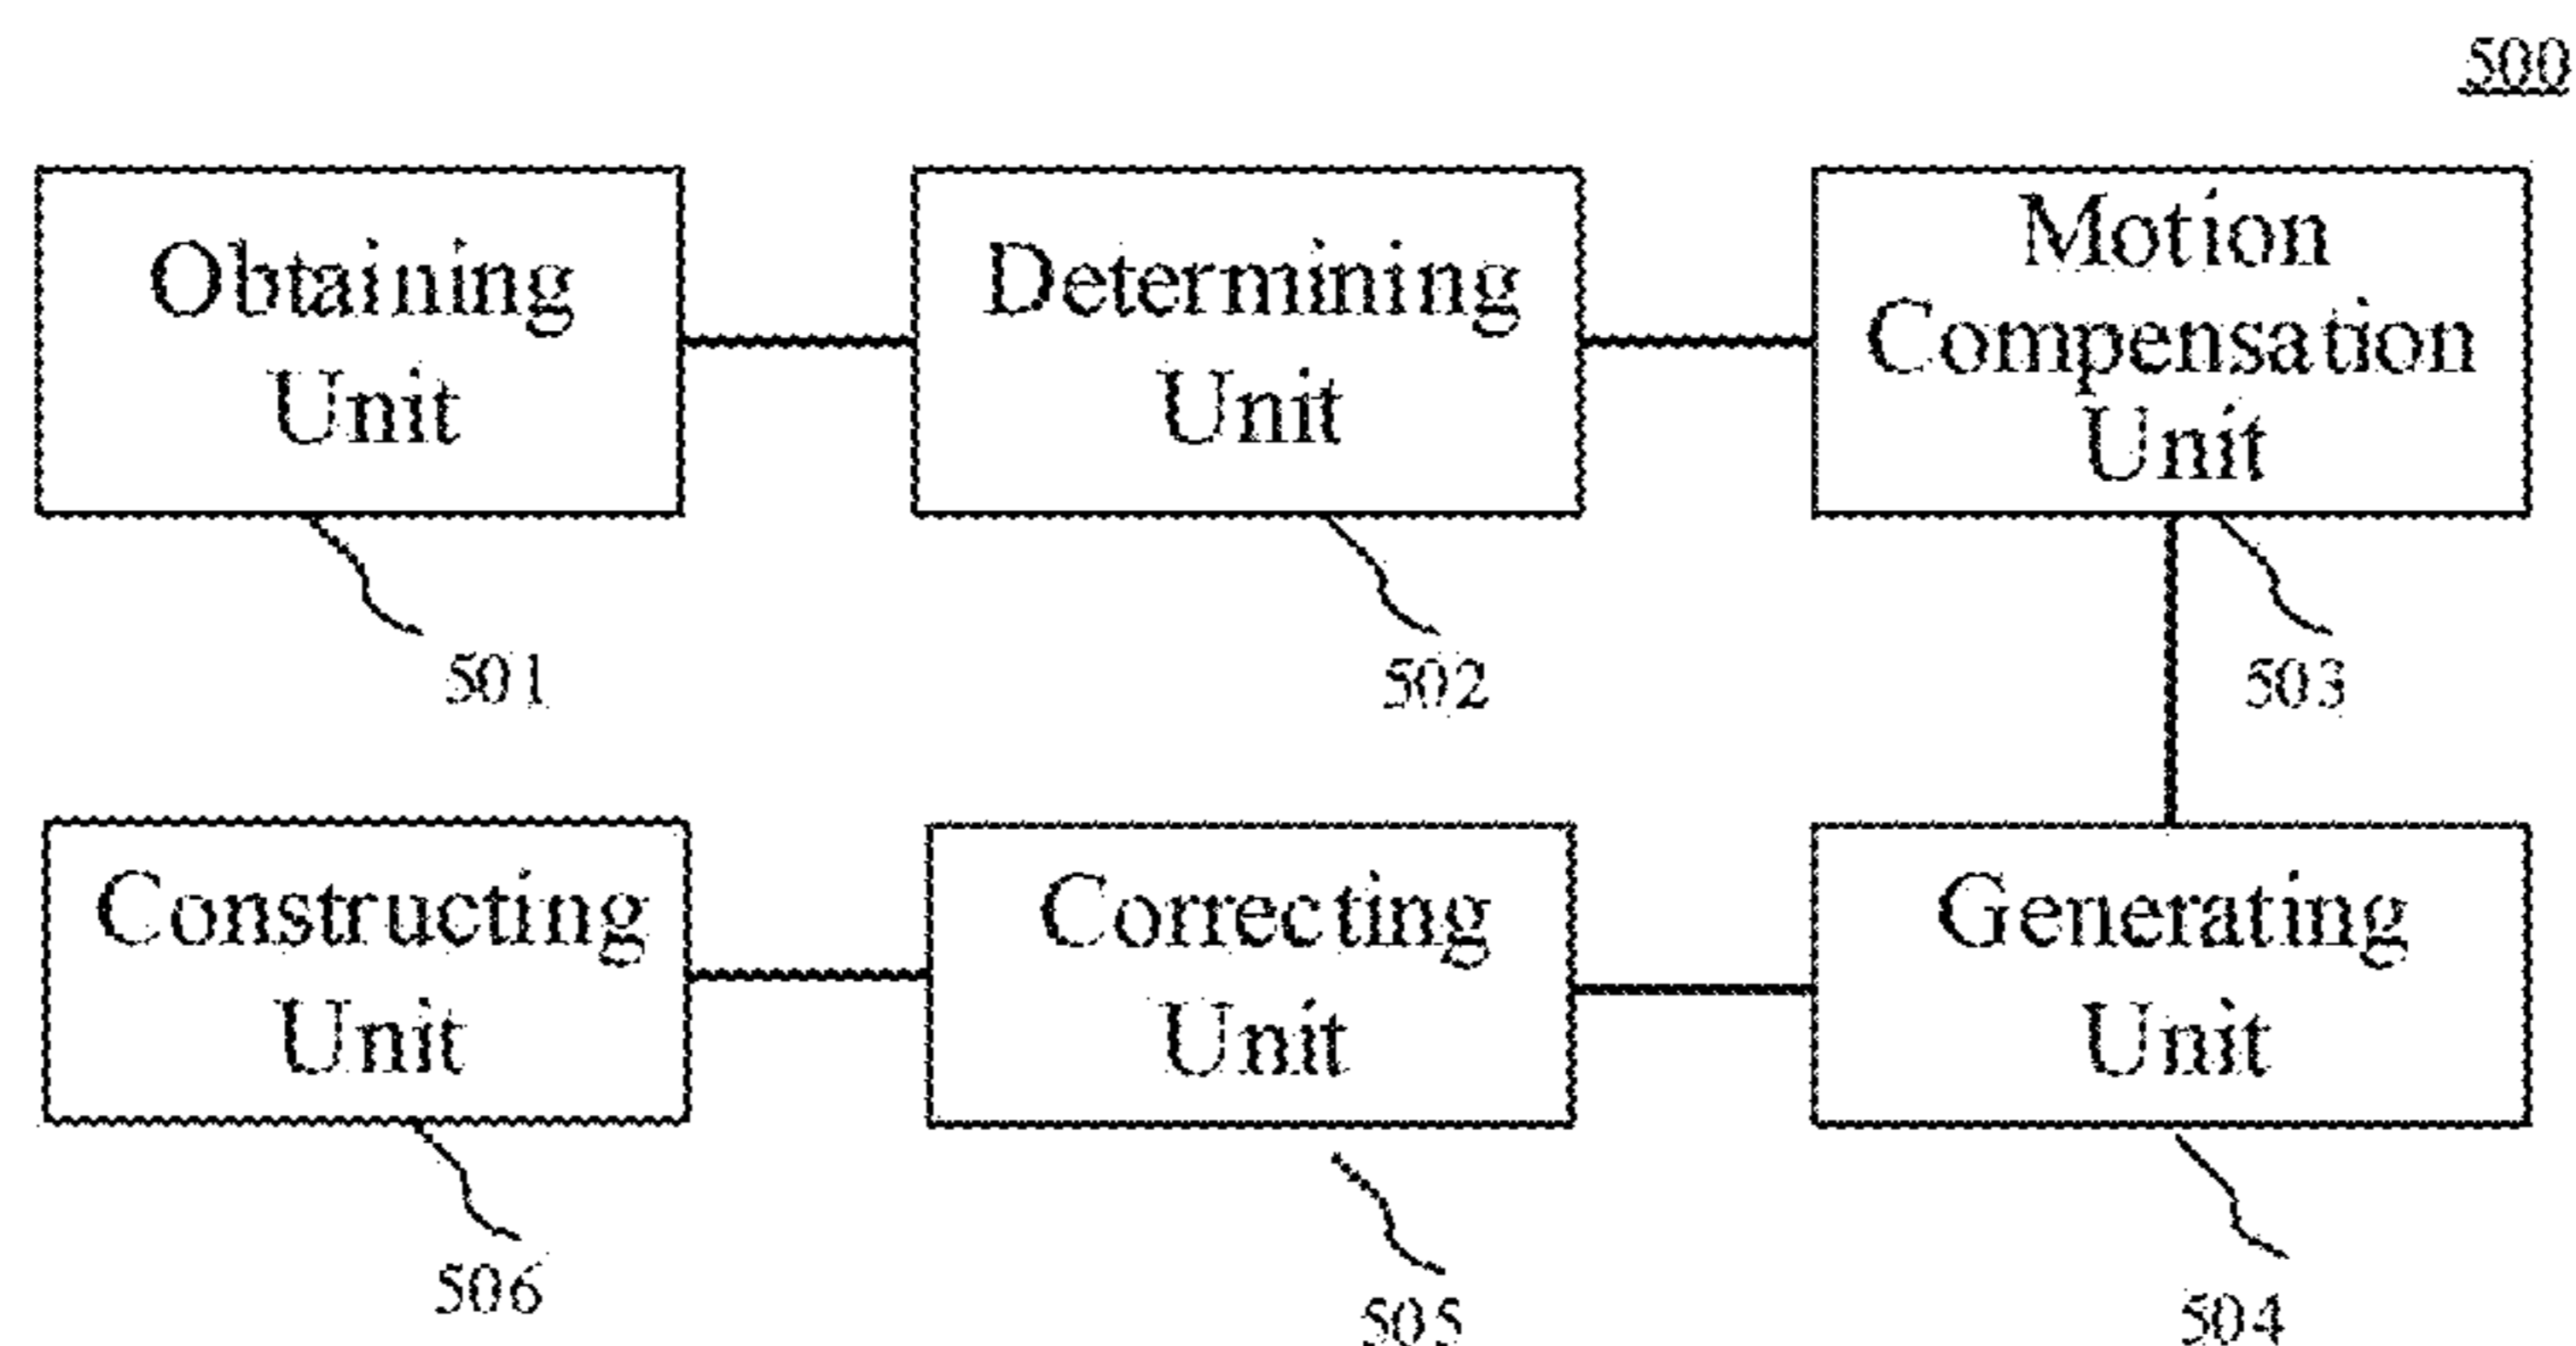 500
Obtaining
Unit
Determining
Unit
Motion
Compensation
Unit
501
502
503
Constructing
Unit
Correcting
Unit
Generating
Unit
506
505
504